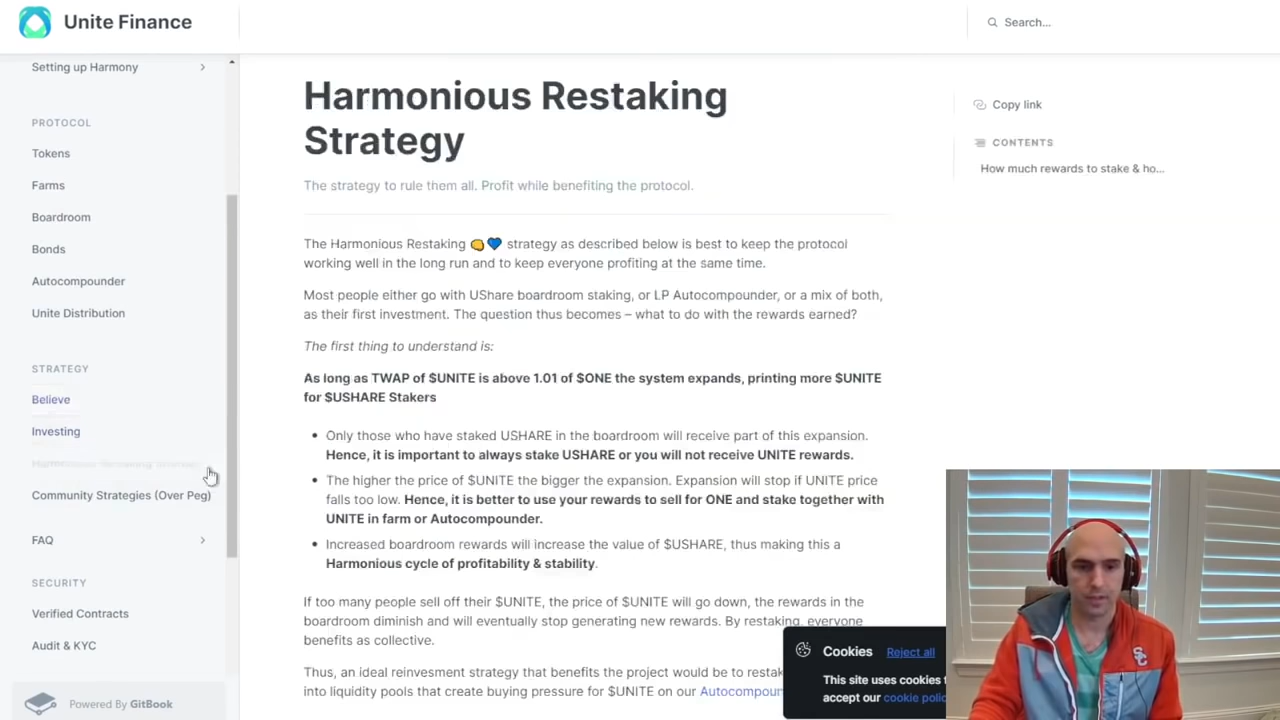 Unite Finance
Search...
Setting up Harmony
PROTOCOL
Tokens
Farms
Boardroom
Bonds
Autocompounder
Unite Distribution
STRATEGY
Believe
Investing
Community Strategies (Over Peg)
FAQ
SECURITY
Verified Contracts
Audit & KYC
Powered By GitBook
Harmonious Restaking
Strategy
The strategy to rule them all. Profit while benefiting the protocol.
The Harmonious Restaking 👊💙 strategy as described below is best to keep the protocol
working well in the long run and to keep everyone profiting at the same time.
Most people either go with UShare boardroom staking, or LP Autocompounder, or a mix of both,
as their first investment. The question thus becomes – what to do with the rewards earned?
The first thing to understand is:
As long as TWAP of $UNITE is above 1.01 of $ONE the system expands, printing more $UNITE
for $USHARE Stakers
• Only those who have staked USHARE in the boardroom will receive part of this expansion.
Hence, it is important to always stake USHARE or you will not receive UNITE rewards.
• The higher the price of $UNITE the bigger the expansion. Expansion will stop if UNITE price
falls too low. Hence, it is better to use your rewards to sell for ONE and stake together with
UNITE in farm or Autocompounder.
• Increased boardroom rewards will increase the value of $USHARE, thus making this a
Harmonious cycle of profitability & stability.
If too many people sell off their $UNITE, the price of $UNITE will go down, the rewards in the
boardroom diminish and will eventually stop generating new rewards. By restaking, everyone
benefits as collective.
Thus, an ideal reinvesment strategy that benefits the project would be to restak
into liquidity pools that create buying pressure for $UNITE on our Autocompoun
Copy link
CONTENTS
How much rewards to stake & ho...
Cookies Reject all
This site uses cookies
accept our cookie polic
SC